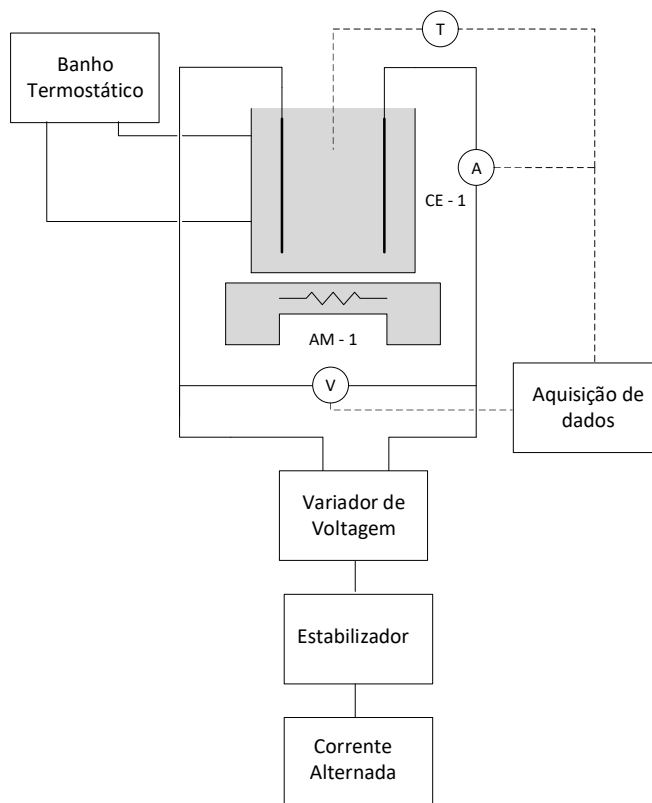 T
Banho
Termostático
A
CE - 1
AM - 1
V
Aquisição de
dados
Variador de
Voltagem
Estabilizador
Corrente
Alternada